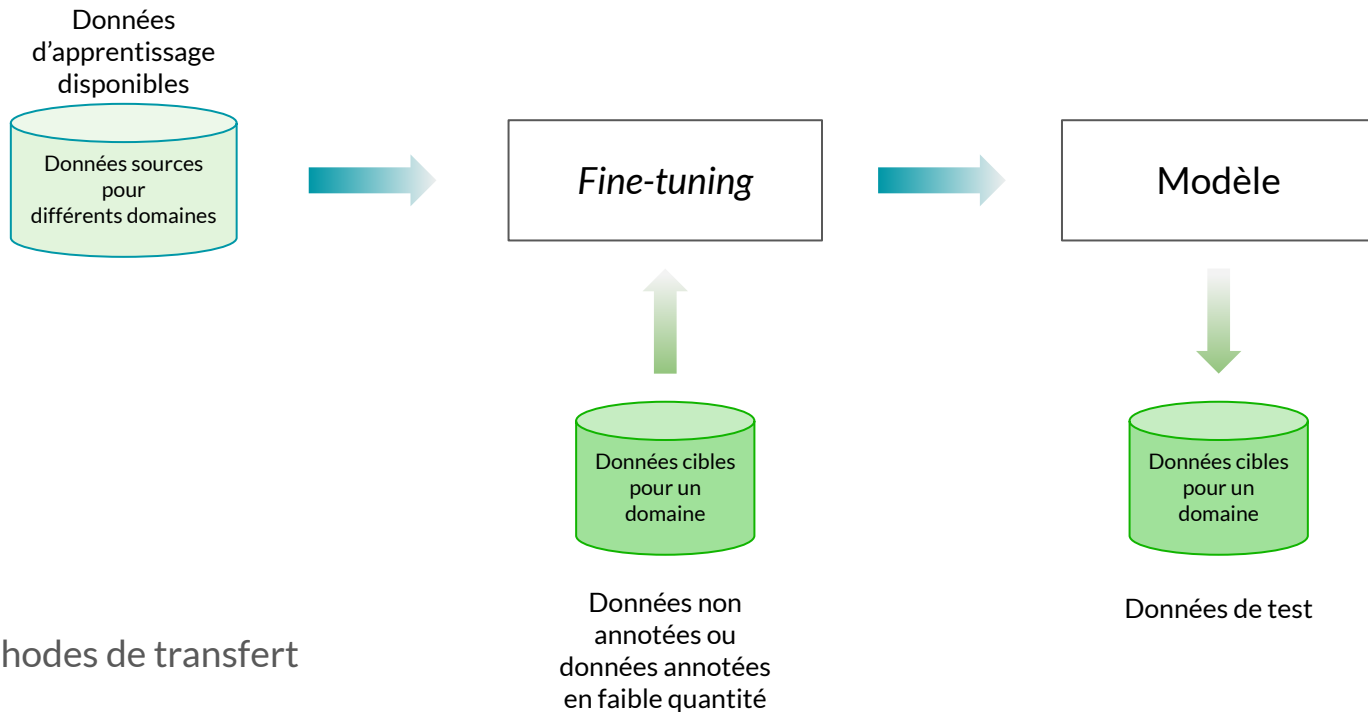 Données
d’apprentissage
disponibles
Données sources
pour
différents domaines
Fine-tuning
Modèle
Données cibles
pour un
domaine
Données cibles
pour un
domaine
Données non
annotées ou
données annotées
en faible quantité
Données de test
hodes de transfert